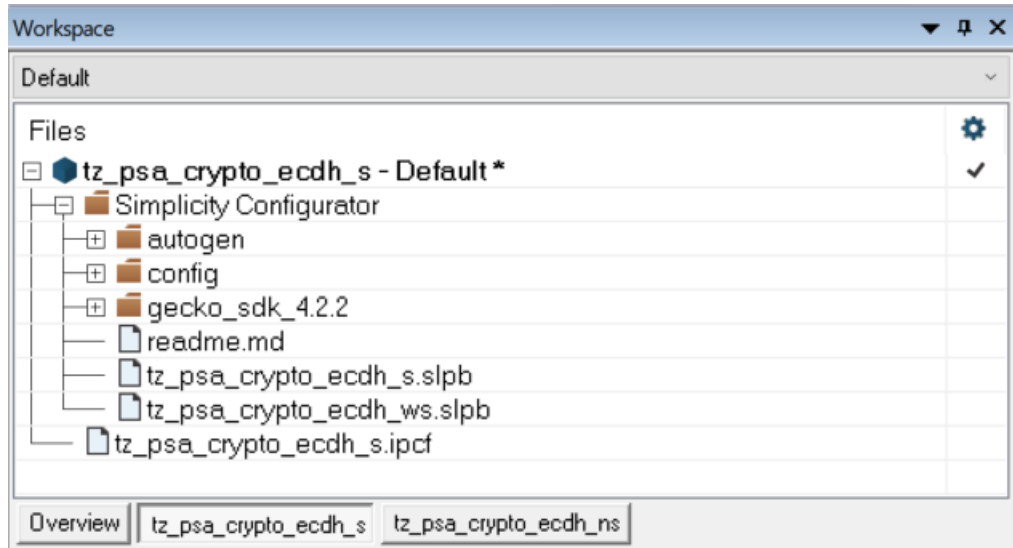 Workspace
Default
Files
tz_psa_crypto_ecdh_s - Default *
Simplicity Configurator
autogen
config
gecko_sdk_4.2.2
readme.md
tz_psa_crypto_ecdh_s.slpb
tz_psa_crypto_ecdh_ws.slpb
tz_psa_crypto_ecdh_s.ipcf
Overview tz_psa_crypto_ecdh_s tz_psa_crypto_ecdh_ns